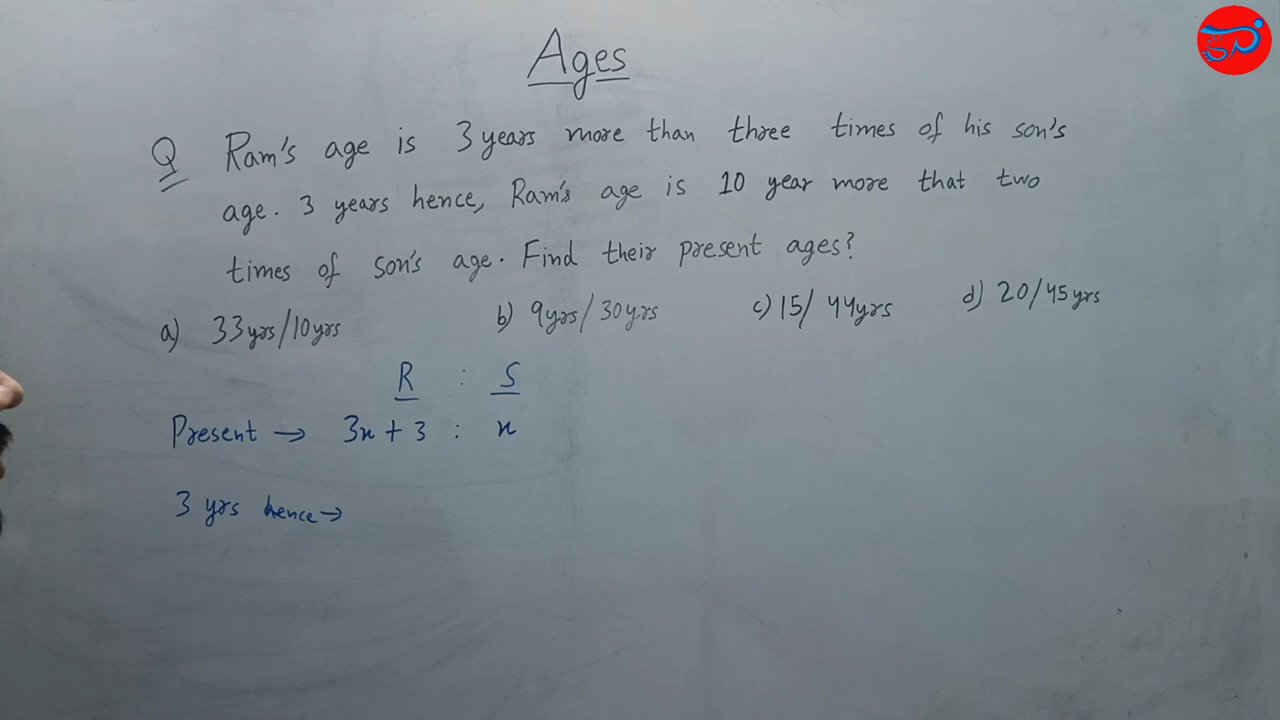 Ages
Q Ram's age is 3 years more than three times of his son's
age. 3 years hence, Ram's age is 10 year more that two
times of son's age. Find their present ages?
a) 33yrs/10yrs b) 9yrs/30yrs c) 15/44yrs d) 20/45yrs
R : S
Present → 3x + 3 : x
3 yrs hence →